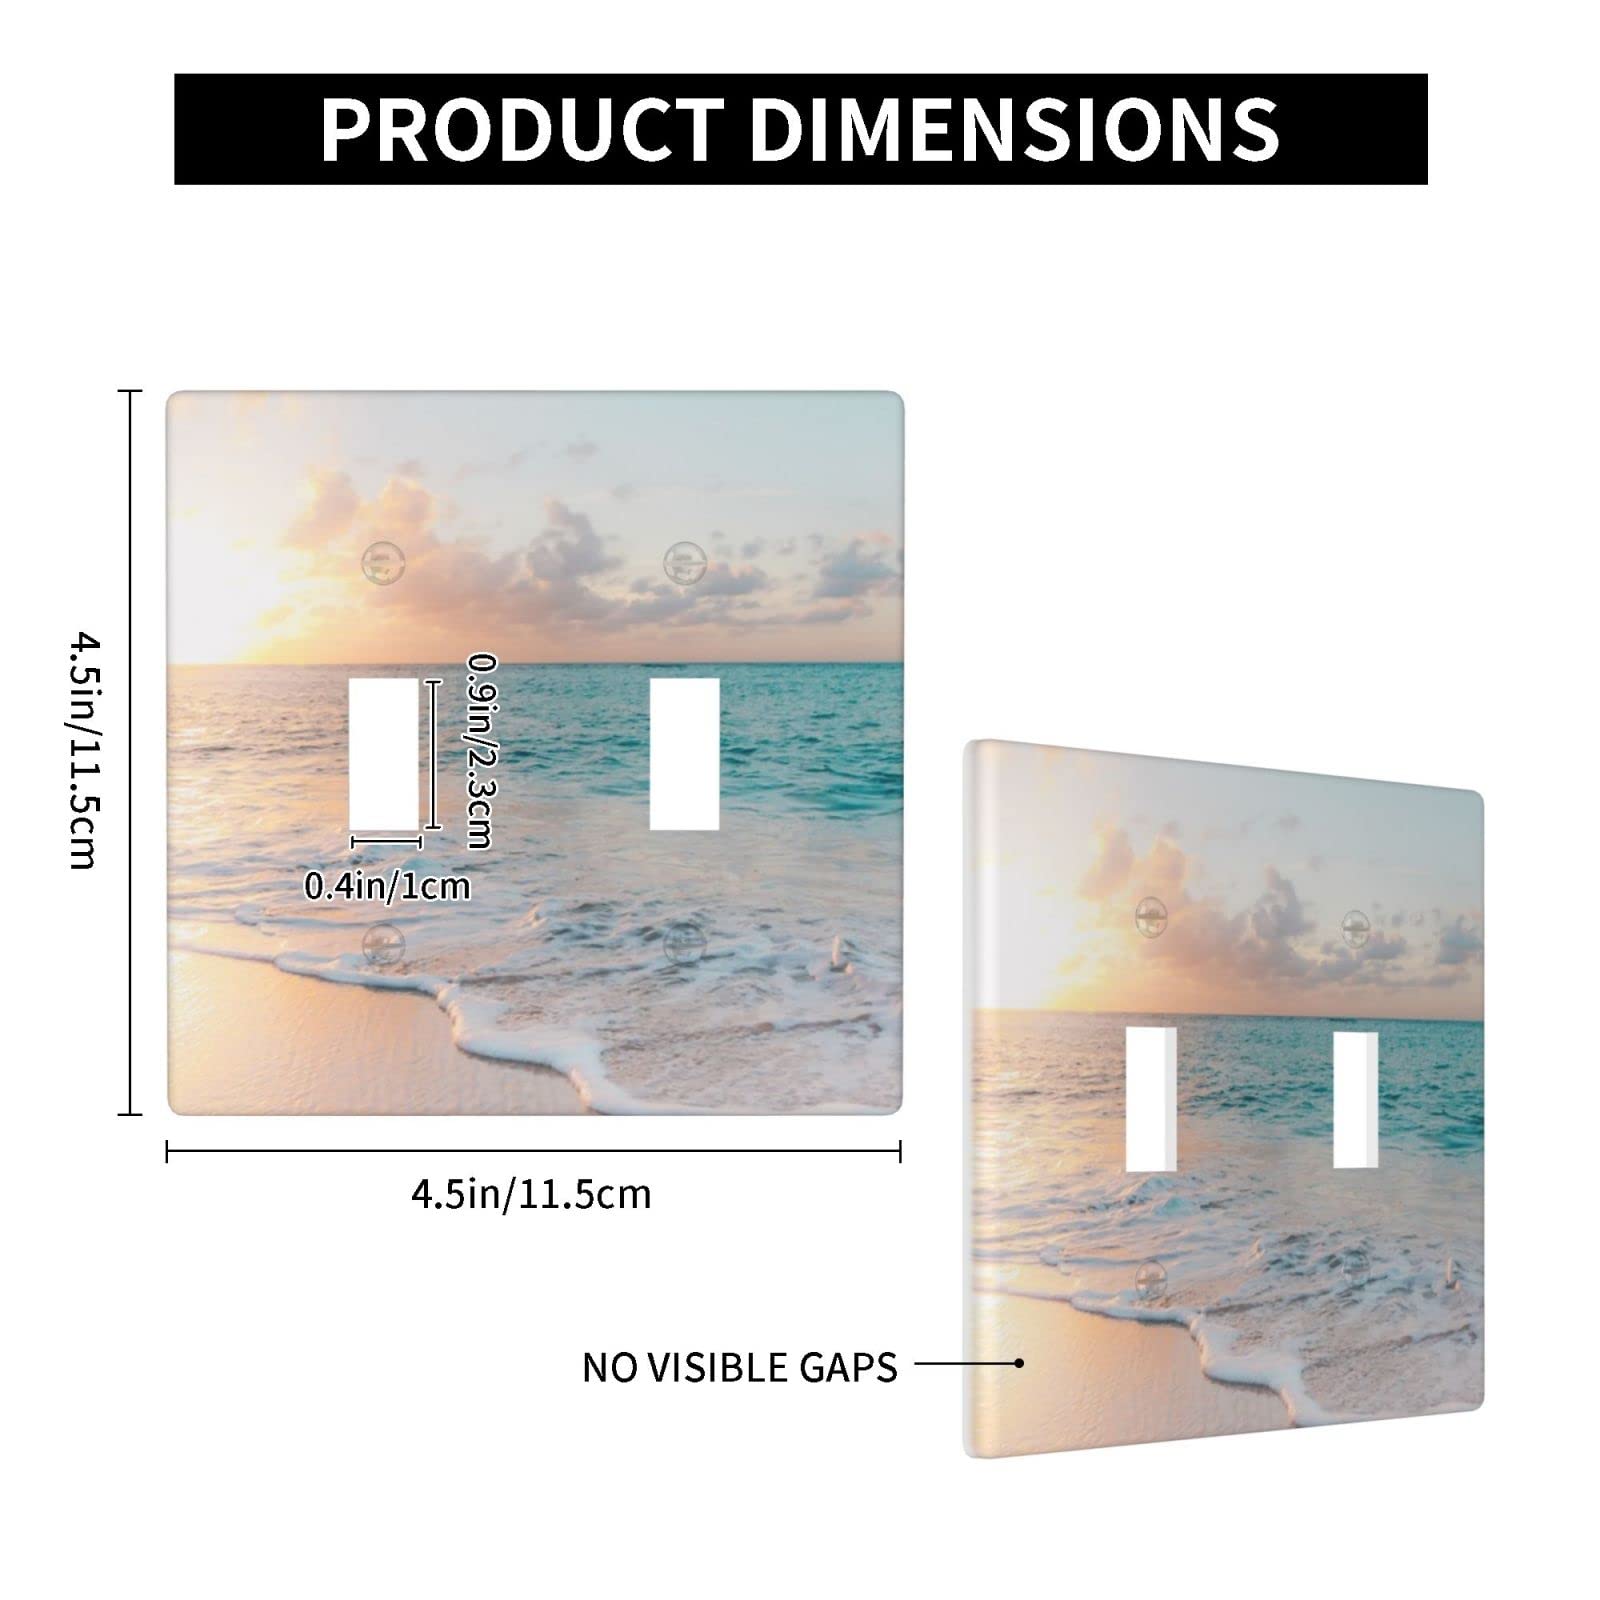 PRODUCT DIMENSIONS
4.5in/11.5cm
0.9in/2.3cm
0.4in/1cm
4.5in/11.5cm
NO VISIBLE GAPS